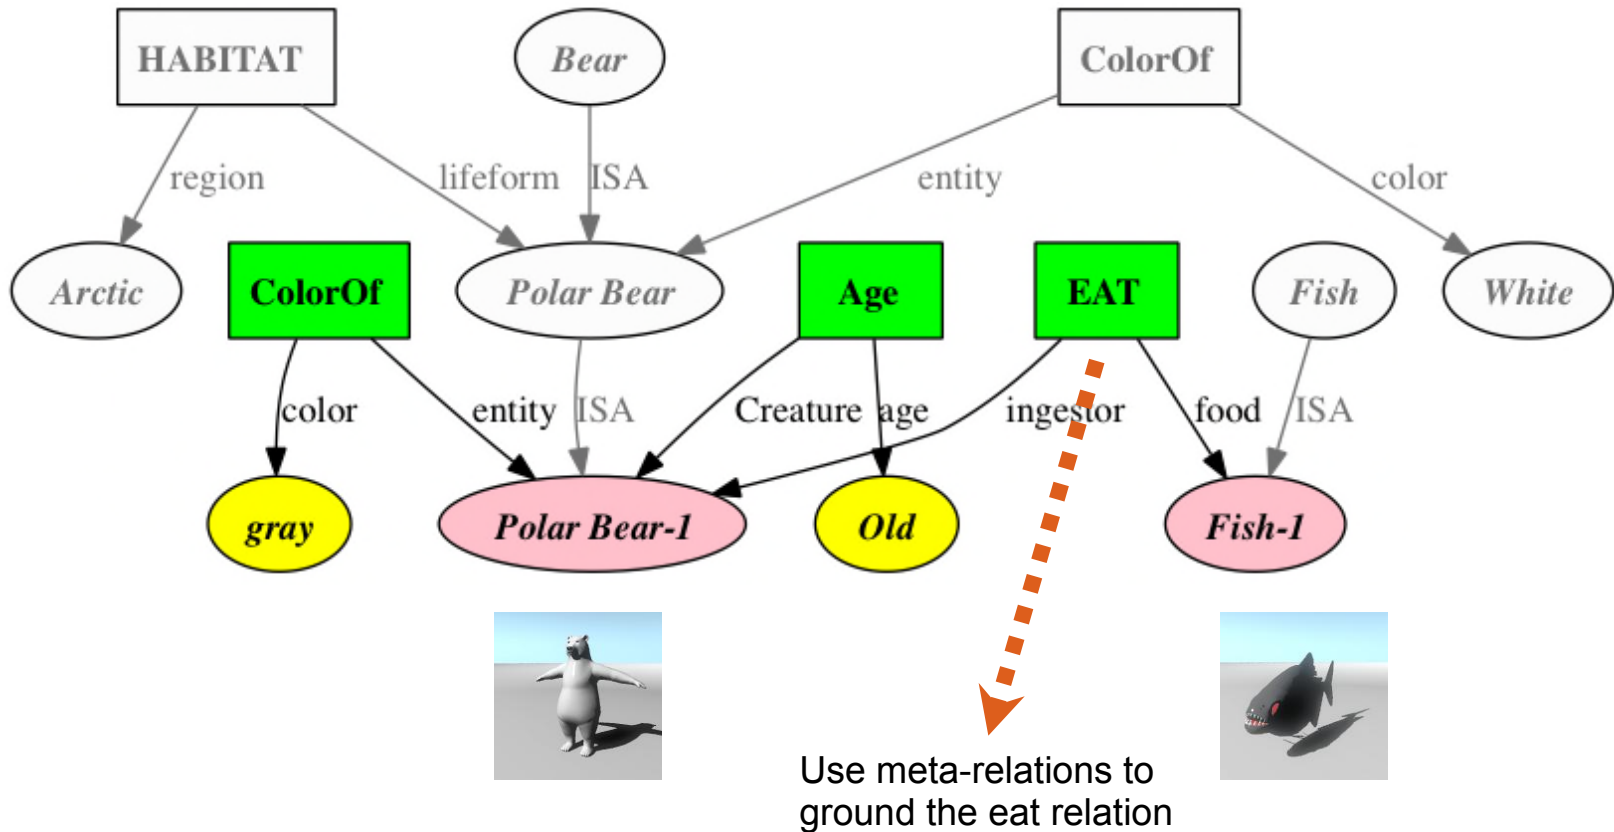 HABITAT
Bear
ColorOf
region
lifeform
ISA
entity
color
Arctic
ColorOf
Polar Bear
Age
EAT
Fish
White
color
entity
ISA
Creature
age
ingestor
food
ISA
gray
Polar Bear-1
Old
Fish-1
Use meta-relations to
ground the eat relation